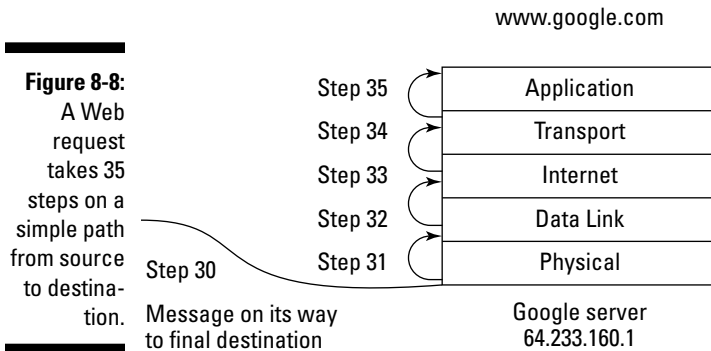 www.google.com
Figure 8-8:
A Web
request
takes 35
steps on a
simple path
from source
to destina-
tion.
Step 35
Application
Step 34
Transport
Step 33
Internet
Step 32
Data Link
Step 31
Physical
Step 30
Message on its way
to final destination
Google server
64.233.160.1